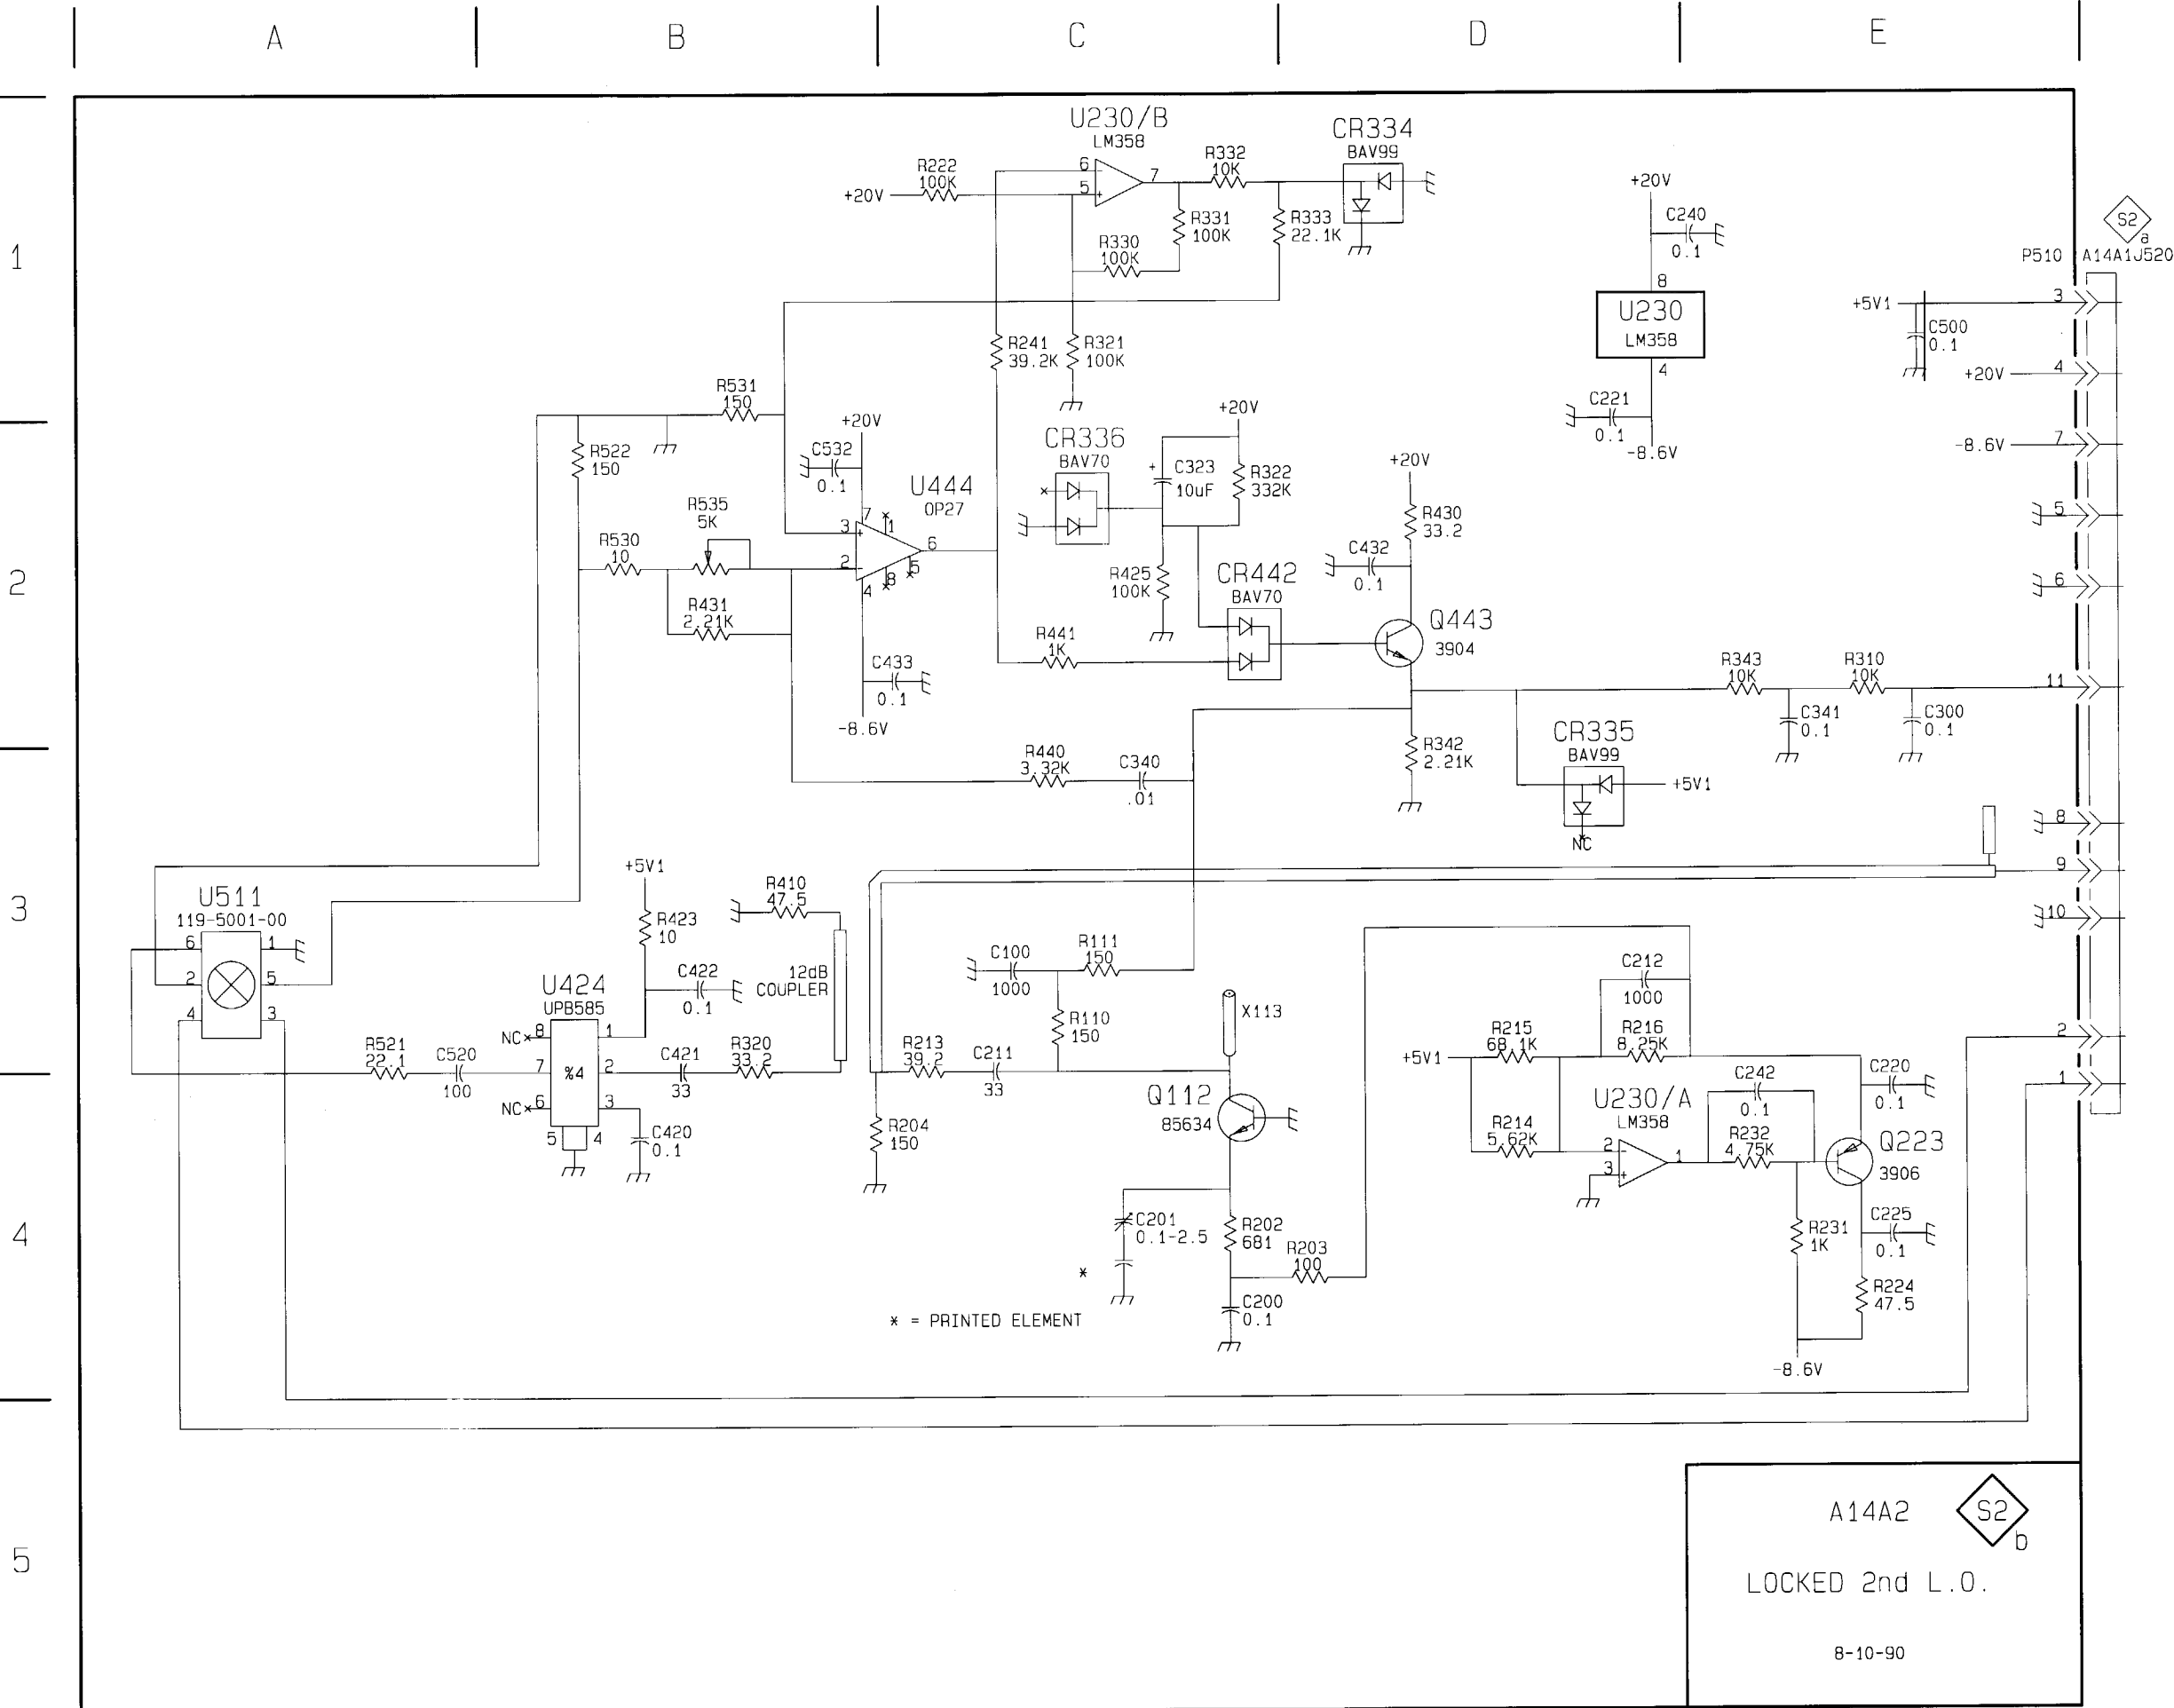 A
B
C
D
E
1
2
3
4
5
U230/B
LM358
6
5
7
R222
100K
+20V
R332
10K
CR334
BAV99
R331
100K
R330
100K
R333
22.1K
+20V
C240
0.1
8
U230
LM358
4
C221
0.1
-8.6V
S2
a
P510
A14A1J520
+5V1
3
C500
0.1
+20V
4
-8.6V
7
5
6
R241
39.2K
R321
100K
R531
150
R522
150
+20V
C532
0.1
U444
OP27
7
1
3
2
6
5
8
4
R530
10
R535
5K
R431
2.21K
C433
0.1
-8.6V
CR336
BAV70
+20V
C323
10uF
+
R322
332K
R425
100K
CR442
BAV70
R441
1K
+20V
R430
33.2
C432
0.1
Q443
3904
R343
10K
R310
10K
11
C341
0.1
C300
0.1
R440
3.32K
C340
.01
R342
2.21K
CR335
BAV99
+5V1
NC
8
9
10
U511
119-5001-00
6
1
2
5
4
3
+5V1
R423
10
R410
47.5
12dB
COUPLER
U424
UPB585
C422
0.1
NC
8
1
7
%4
2
NC
6
3
5
4
R521
22.1
C520
100
C421
33
R320
33.2
C420
0.1
C100
1000
R111
150
R110
150
X113
R213
39.2
C211
33
R204
150
Q112
85634
C201
0.1-2.5
*
R202
681
R203
100
C200
0.1
* = PRINTED ELEMENT
C212
1000
R215
68.1K
R216
8.25K
+5V1
R214
5.62K
U230/A
LM358
2
3
1
C242
0.1
R232
4.75K
C220
0.1
Q223
3906
R231
1K
C225
0.1
R224
47.5
-8.6V
2
1
A14A2
S2
b
LOCKED 2nd L.O.
8-10-90